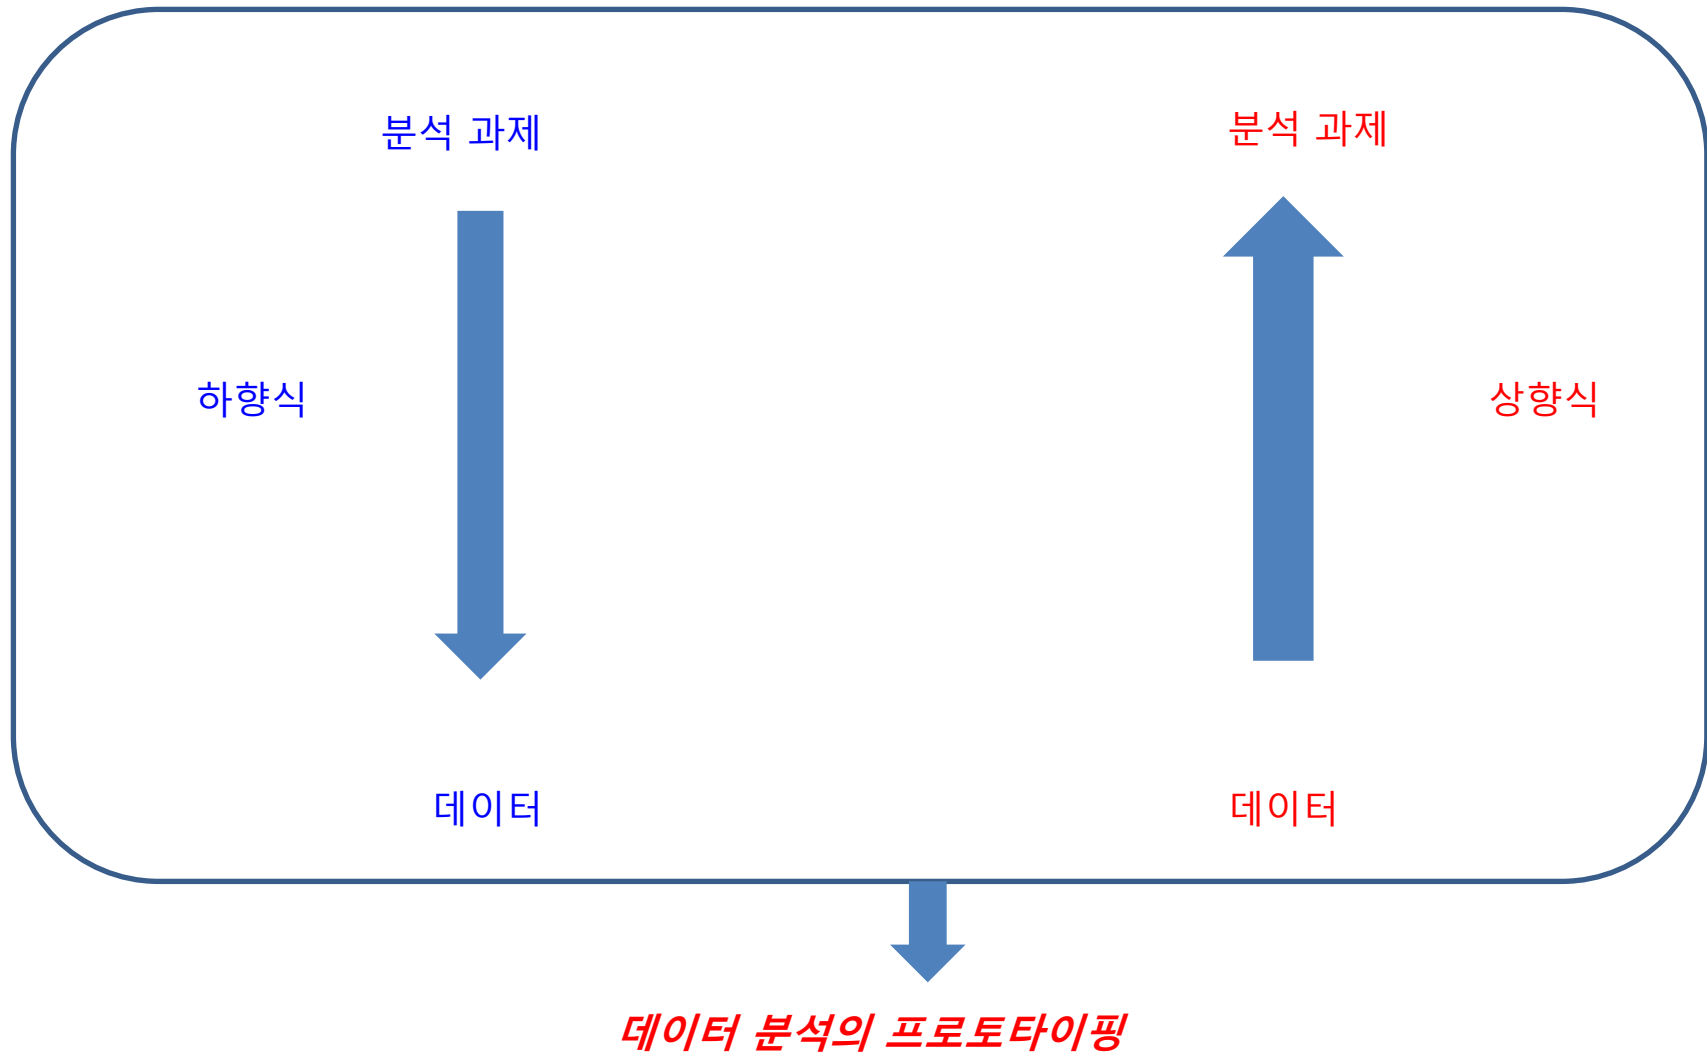 분석 과제
분석 과제
하향식
상향식
데이터
데이터
데이터 분석의 프로토타이핑